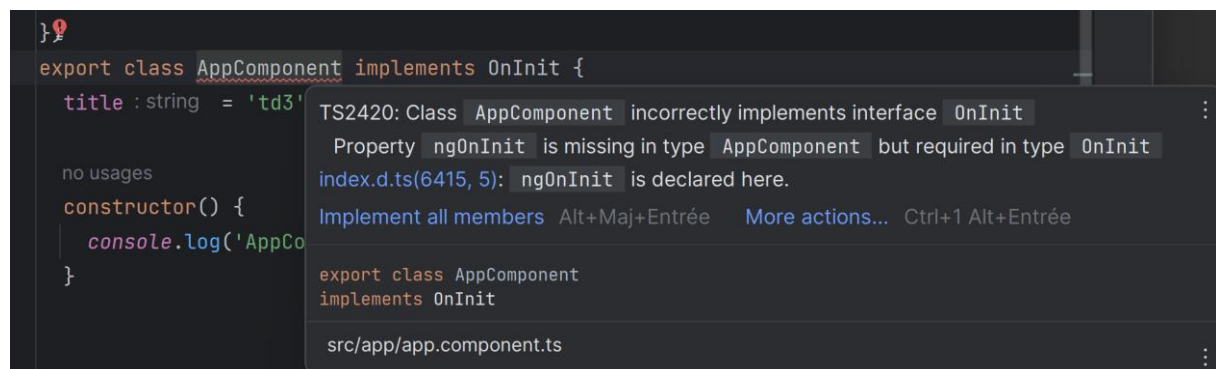 })
export class AppComponent implements OnInit {
title : string = 'td3'
no usages
constructor() {
console.log('AppCo
}
TS2420: Class AppComponent incorrectly implements interface OnInit
Property ngOnInit is missing in type AppComponent but required in type OnInit
index.d.ts(6415, 5): ngOnInit is declared here.
Implement all members Alt+Maj+Entrée More actions... Ctrl+1 Alt+Entrée
export class AppComponent
implements OnInit
src/app/app.component.ts